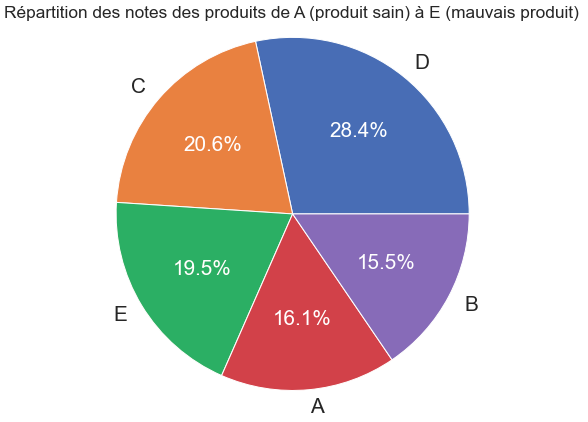 Répartition des notes des produits de A (produit sain) à E (mauvais produit)
D
C
28.4%
20.6%
15.5%
19.5%
B
E
16.1%
A